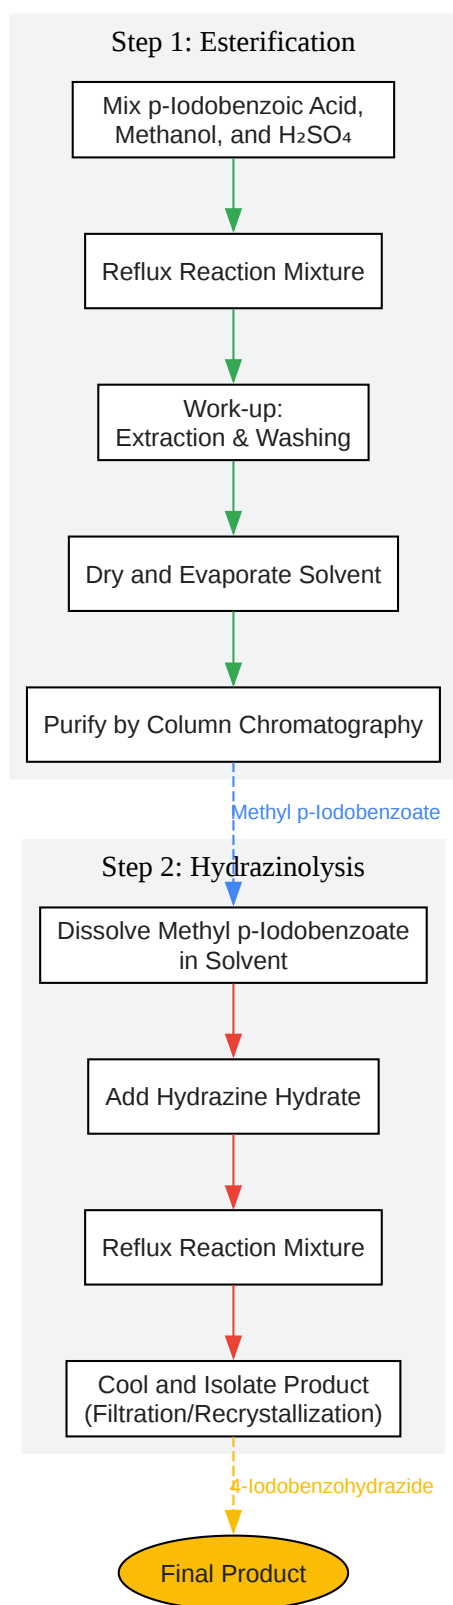 Step 1: Esterification
Mix p-Iodobenzoic Acid,
Methanol, and H₂SO₄
Reflux Reaction Mixture
Work-up:
Extraction & Washing
Dry and Evaporate Solvent
Purify by Column Chromatography
Methyl p-Iodobenzoate
Step 2: Hydrazinolysis
Dissolve Methyl p-Iodobenzoate
in Solvent
Add Hydrazine Hydrate
Reflux Reaction Mixture
Cool and Isolate Product
(Filtration/Recrystallization)
4-Iodobenzohydrazide
Final Product